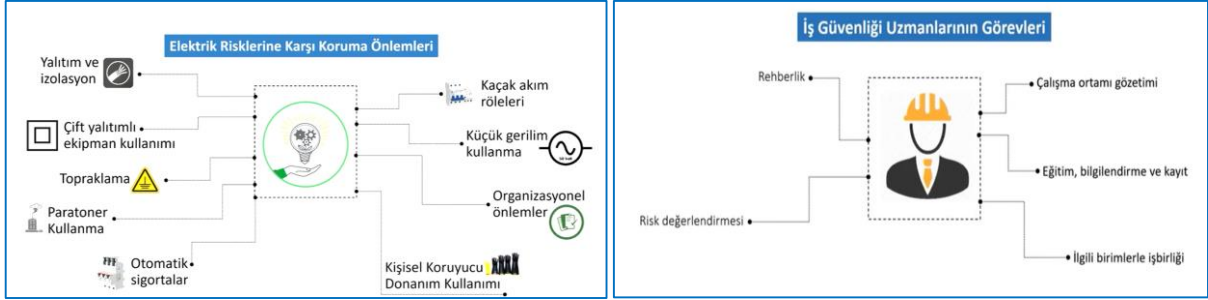 Elektrik Risklerine Karşı Koruma Önlemleri
Yalıtım ve
izolasyon
Çift yalıtımlı
ekipman kullanımı
Topraklama
Paratoner
Kullanma
Otomatik
sigortalar
Kaçak akım
röleleri
Küçük gerilim
kullanma
Organizasyonel
önlemler
Kişisel Koruyucu
Donanım Kullanımı
İş Güvenliği Uzmanlarının Görevleri
Rehberlik
Risk değerlendirmesi
Çalışma ortamı gözetimi
Eğitim, bilgilendirme ve kayıt
İlgili birimlerle işbirliği